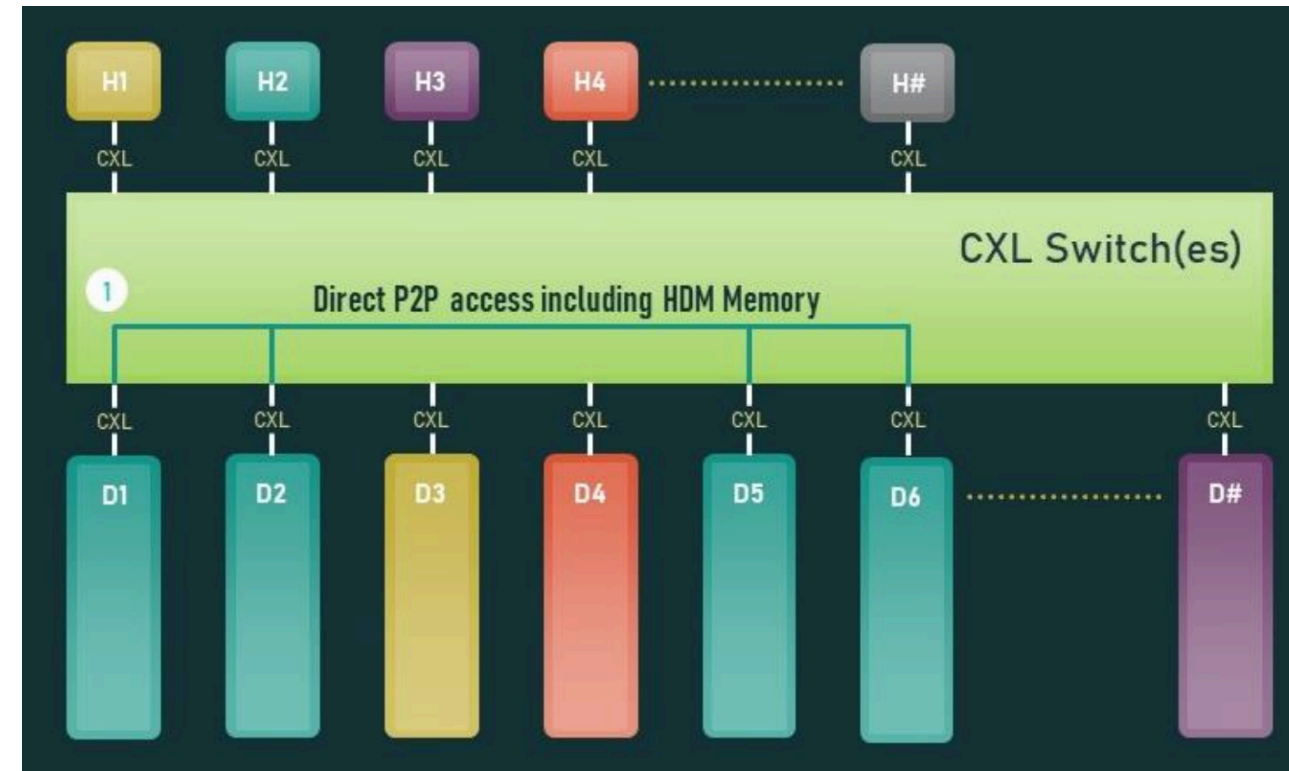 H1 H2 H3 H4 H#
CXL CXL CXL CXL CXL
CXL Switch(es)
1
Direct P2P access including HDM Memory
CXL CXL CXL CXL CXL CXL CXL
D1 D2 D3 D4 D5 D6 D#